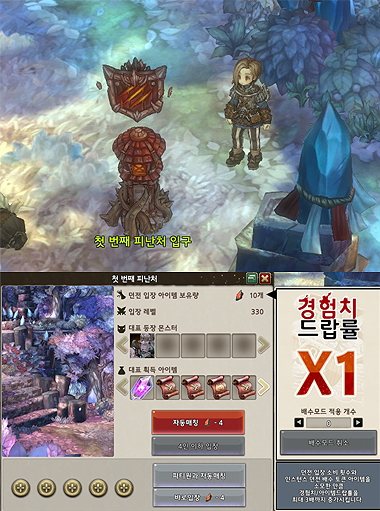 첫 번째 피난처 입구
첫 번째 피난처
던전 입장 아이템 보유량
10개
입장 레벨
330
대표 등장 몬스터
대표 획득 아이템
자동매칭 - 4
4인 이하 입장
파티원과 자동매칭
바로입장 - 4
경험치
드랍률
X1
배수모드 적용 개수
0
배수모드 취소
던전 입장 소비 횟수와
인스턴스 던전 배수 토큰 아이템을
소모한 만큼
경험치/아이템드랍률을
최대 3배까지 증가시킵니다